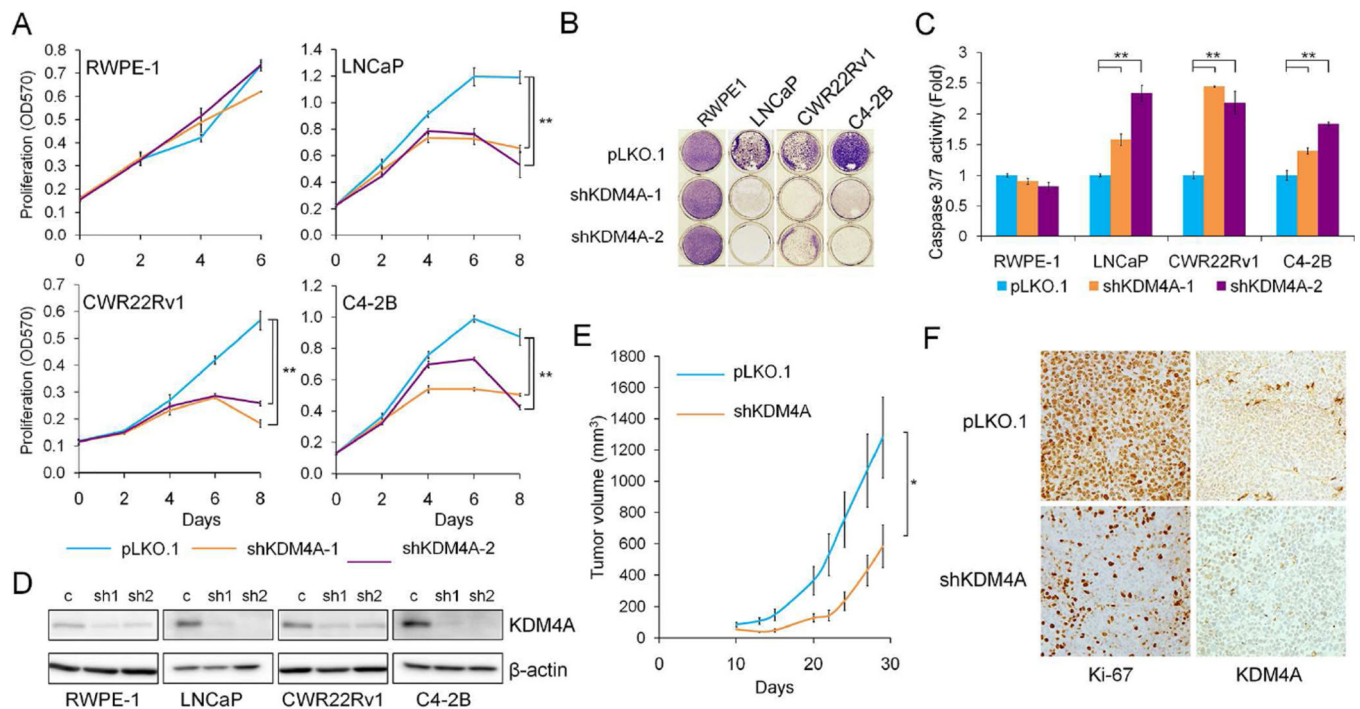 A
RWPE-1
Proliferation (OD570)
0.8
0.7
0.6
0.5
0.4
0.3
0.2
0.1
0.0
0 2 4 6
LNCaP
1.4
1.2
1.0
0.8
0.6
0.4
0.2
0.0
0 2 4 6 8
**
CWR22Rv1
Proliferation (OD570)
0.6
0.5
0.4
0.3
0.2
0.1
0.0
0 2 4 6 8
**
C4-2B
1.2
1.0
0.8
0.6
0.4
0.2
0.0
0 2 4 6 8
**
Days Days
pLKO.1 shKDM4A-1 shKDM4A-2
B
RWPE1 LNCaP CWR22Rv1 C4-2B
pLKO.1
shKDM4A-1
shKDM4A-2
C
Caspase 3/7 activity (Fold)
3
2.5
2
1.5
1
0.5
0
** ** **
RWPE-1 LNCaP CWR22Rv1 C4-2B
pLKO.1 shKDM4A-1 shKDM4A-2
D
c sh1 sh2 c sh1 sh2 c sh1 sh2 c sh1 sh2
KDM4A
β-actin
RWPE-1 LNCaP CWR22Rv1 C4-2B
E
Tumor volume (mm3)
1800
1600
1400
1200
1000
800
600
400
200
0
pLKO.1
shKDM4A
*
0 10 20 30
Days
F
pLKO.1
shKDM4A
Ki-67 KDM4A